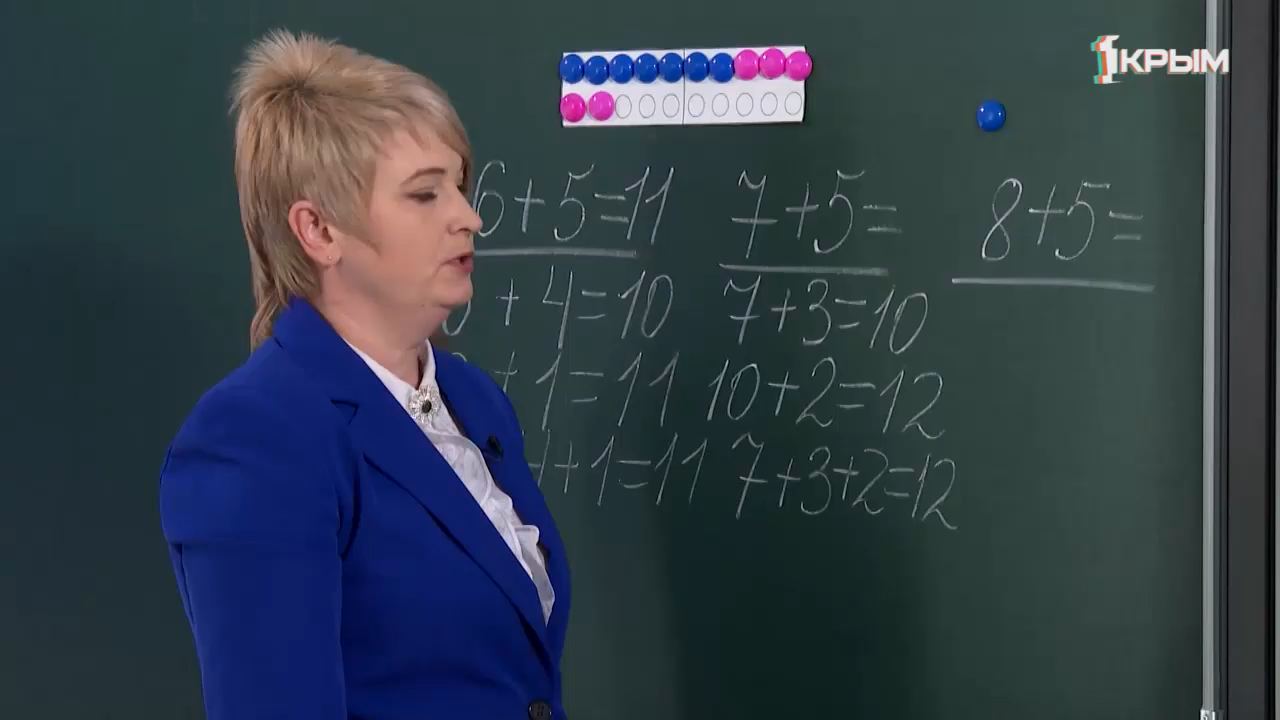 1КРЫМ
6+5=11 7+5= 8+5=
+4=10 7+3=10
+1=11 10+2=12
+1=11 7+3+2=12